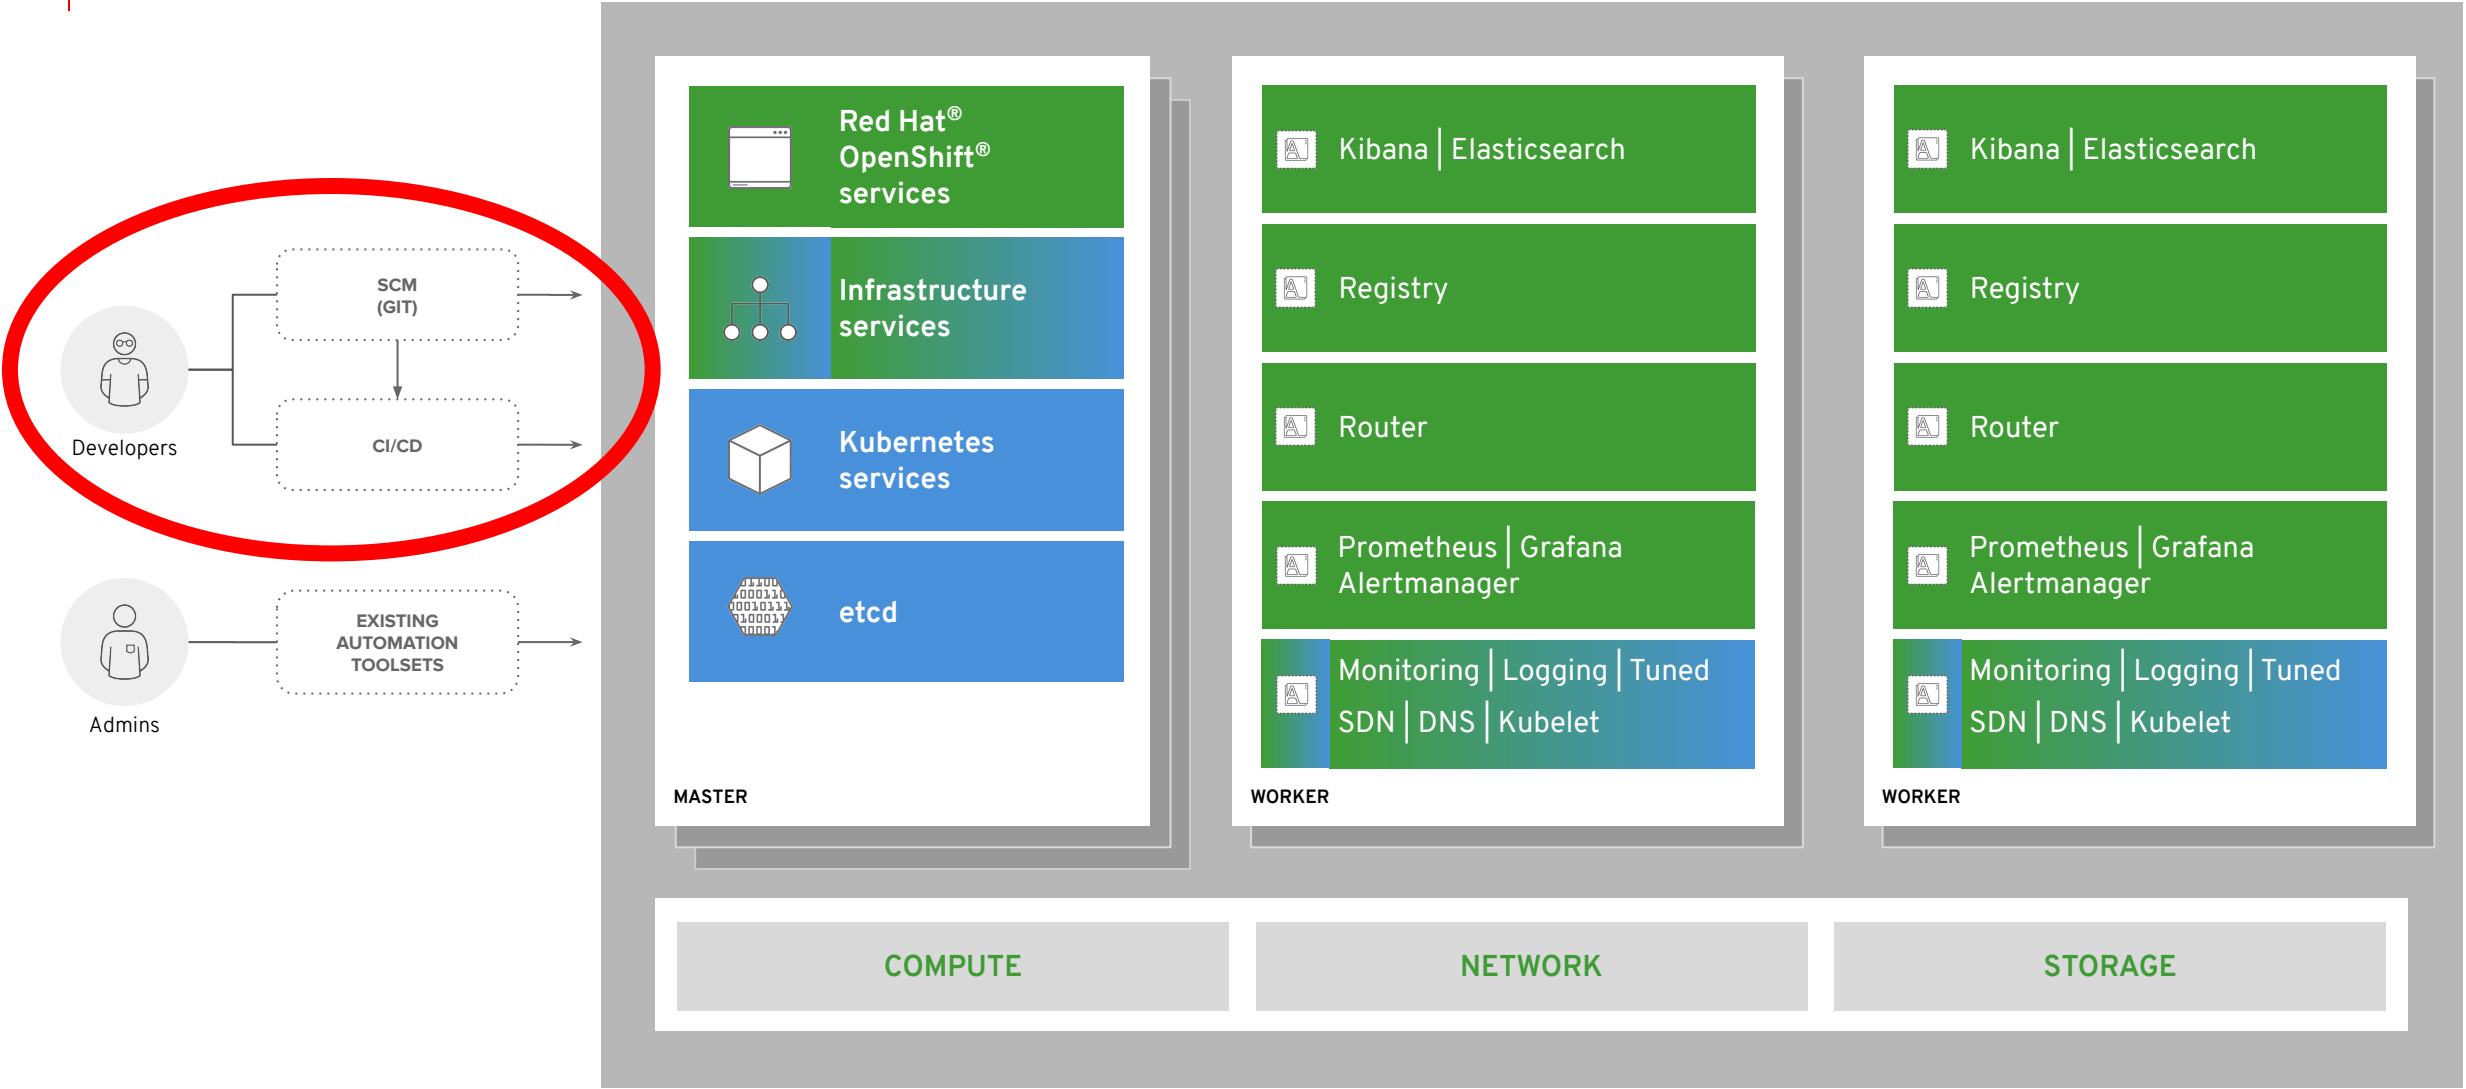 SCM
(GIT)
CI/CD
Developers
EXISTING
AUTOMATION
TOOLSETS
Admins
Red Hat®
OpenShift®
services
Infrastructure
services
Kubernetes
services
etcd
MASTER
Kibana | Elasticsearch
Registry
Router
Prometheus | Grafana
Alertmanager
Monitoring | Logging | Tuned
SDN | DNS | Kubelet
WORKER
Kibana | Elasticsearch
Registry
Router
Prometheus | Grafana
Alertmanager
Monitoring | Logging | Tuned
SDN | DNS | Kubelet
WORKER
COMPUTE
NETWORK
STORAGE